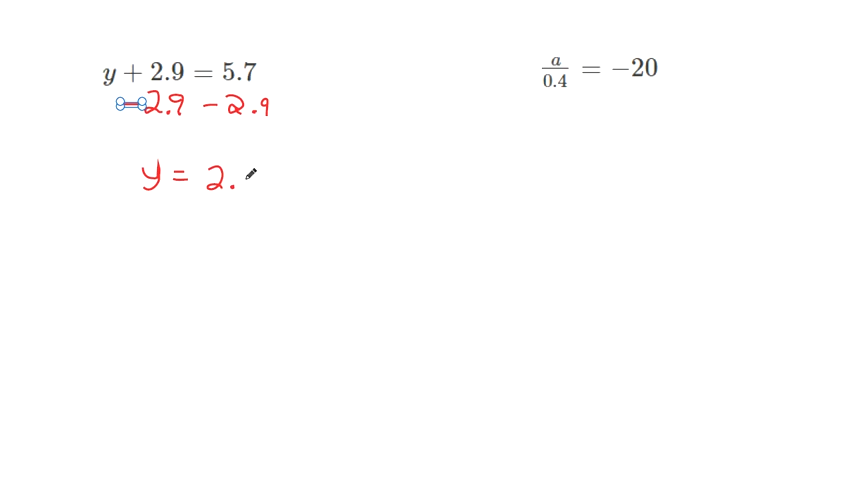 y + 2.9 = 5.7
− 2.9 − 2.9
y = 2.
a/0.4 = −20